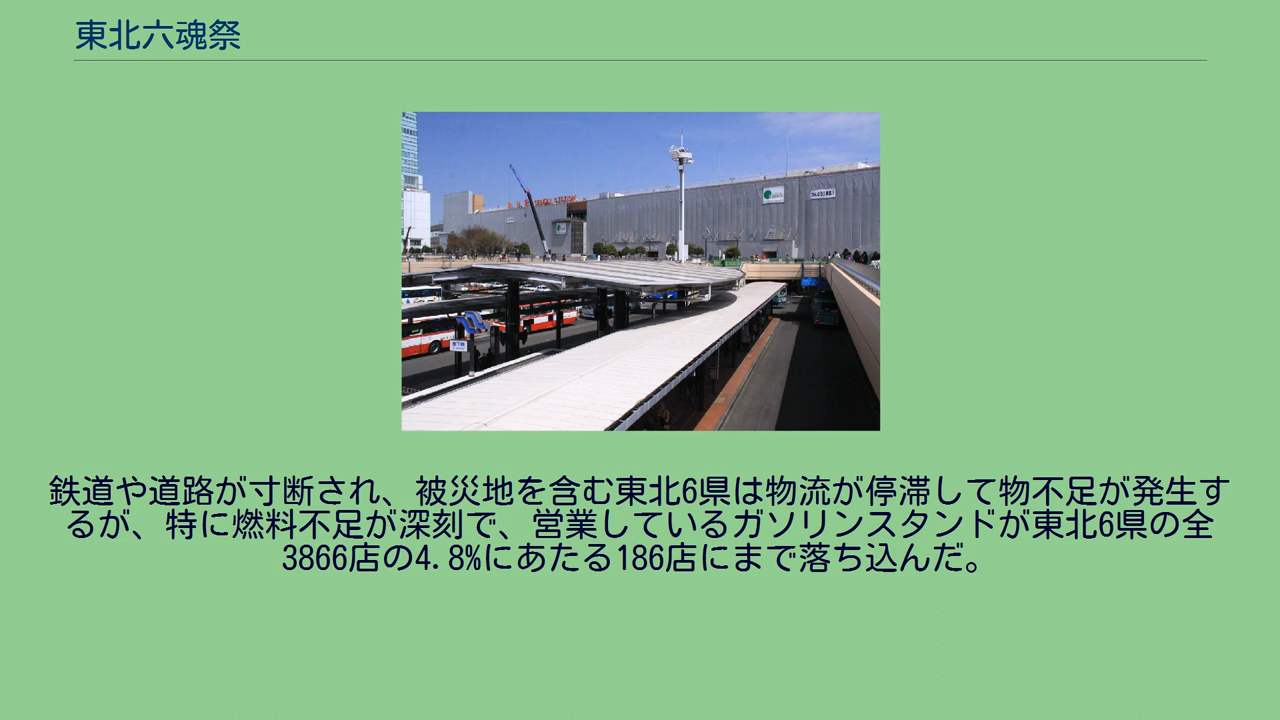 東北六魂祭
鉄道や道路が寸断され、被災地を含む東北6県は物流が停滞して物不足が発生す
るが、特に燃料不足が深刻で、営業しているガソリンスタンドが東北6県の全
3866店の4.8%にあたる186店にまで落ち込んだ。